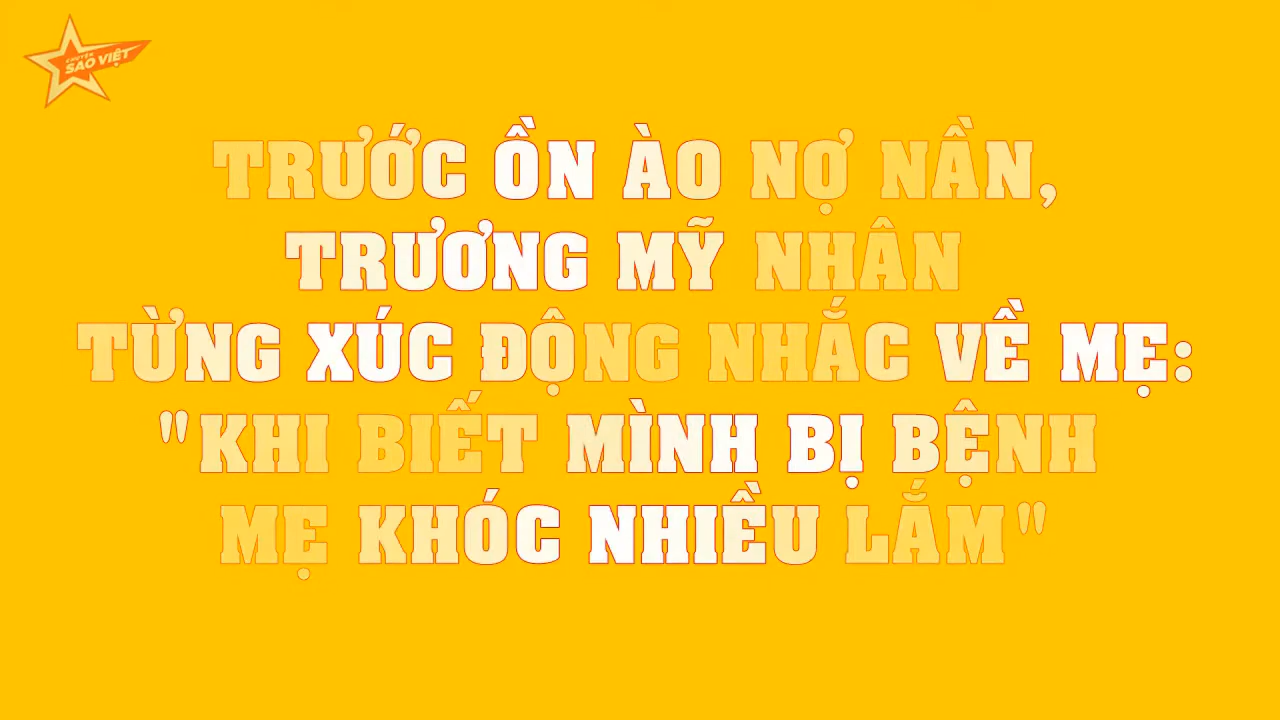 CHUYỆN
SAO VIỆT
TRƯỚC ỒN ÀO NỢ NẦN,
TRƯƠNG MỸ NHÂN
TỪNG XÚC ĐỘNG NHẮC VỀ MẸ:
"KHI BIẾT MÌNH BỊ BỆNH
MẸ KHÓC NHIỀU LẮM"